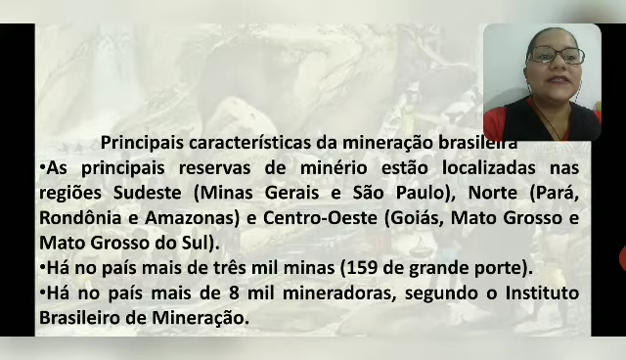 Principais características da mineração brasileira
•As principais reservas de minério estão localizadas nas
regiões Sudeste (Minas Gerais e São Paulo), Norte (Pará,
Rondônia e Amazonas) e Centro-Oeste (Goiás, Mato Grosso e
Mato Grosso do Sul).
•Há no país mais de três mil minas (159 de grande porte).
•Há no país mais de 8 mil mineradoras, segundo o Instituto
Brasileiro de Mineração.